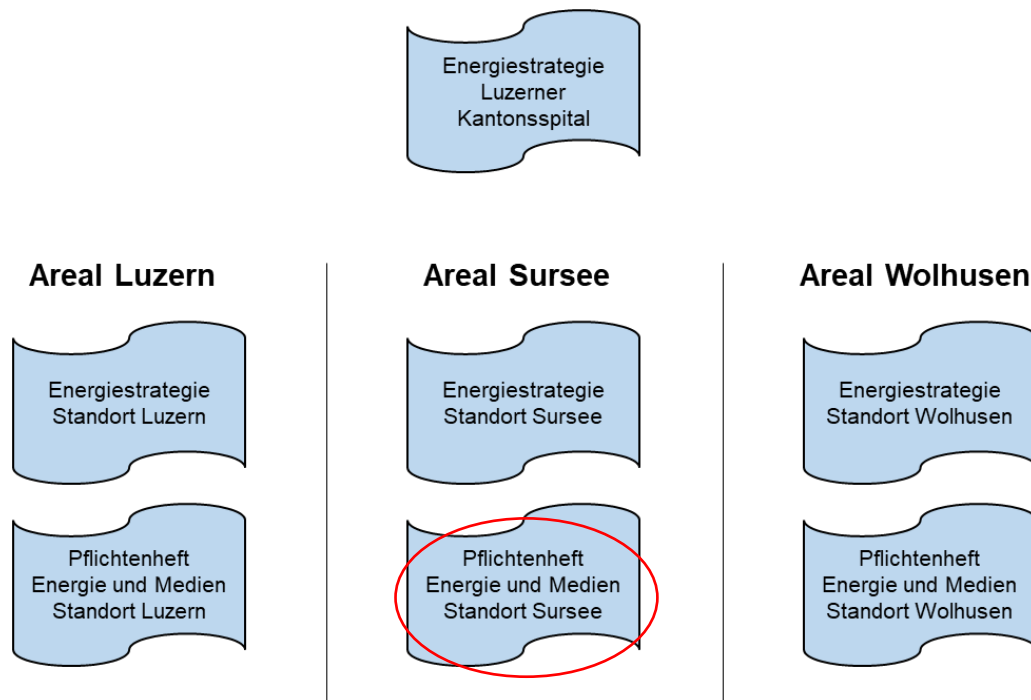 Energiestrategie
Luzerner
Kantonsspital
Areal Luzern
Energiestrategie
Standort Luzern
Pflichtenheft
Energie und Medien
Standort Luzern
Areal Sursee
Energiestrategie
Standort Sursee
Pflichtenheft
Energie und Medien
Standort Sursee
Areal Wolhusen
Energiestrategie
Standort Wolhusen
Pflichtenheft
Energie und Medien
Standort Wolhusen